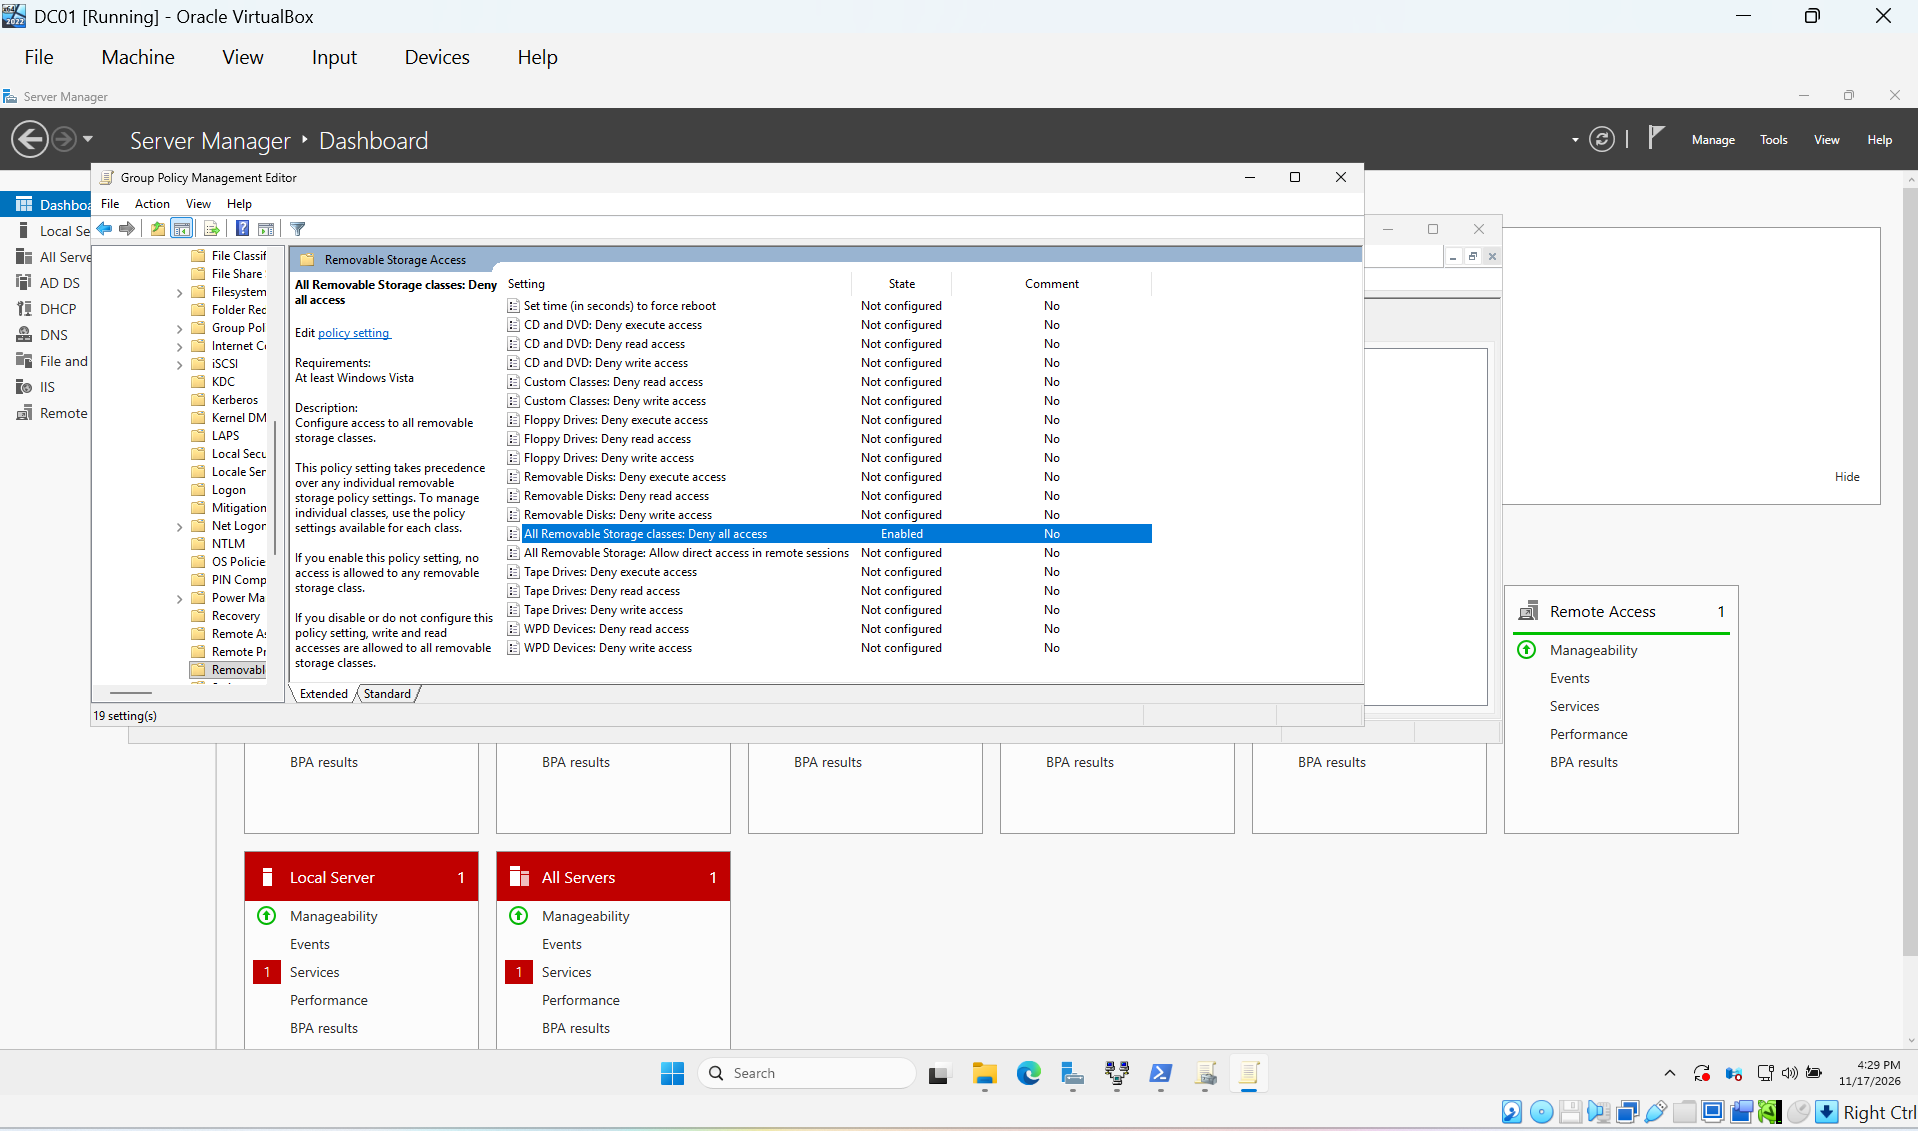 DC01 [Running] - Oracle VirtualBox
File Machine View Input Devices Help
Server Manager
Server Manager Dashboard
Manage Tools View Help
Group Policy Management Editor
File Action View Help
Dashboa
Local Se
All Serve
AD DS
DHCP
DNS
File and
IIS
Remote
File Classif
File Share
Filesystem
Folder Rec
Group Pol
Internet Co
iSCSI
KDC
Kerberos
Kernel DM
LAPS
Local Secu
Locale Ser
Logon
Mitigation
Net Logon
NTLM
OS Policie
PIN Comp
Power Ma
Recovery
Remote As
Remote Pr
Removabl
Removable Storage Access
All Removable Storage classes: Deny
all access
Edit policy setting
Requirements:
At least Windows Vista
Description:
Configure access to all removable
storage classes.
This policy setting takes precedence
over any individual removable
storage policy settings. To manage
individual classes, use the policy
settings available for each class.
If you enable this policy setting, no
access is allowed to any removable
storage class.
If you disable or do not configure this
policy setting, write and read
accesses are allowed to all removable
storage classes.
Setting State Comment
Set time (in seconds) to force reboot Not configured No
CD and DVD: Deny execute access Not configured No
CD and DVD: Deny read access Not configured No
CD and DVD: Deny write access Not configured No
Custom Classes: Deny read access Not configured No
Custom Classes: Deny write access Not configured No
Floppy Drives: Deny execute access Not configured No
Floppy Drives: Deny read access Not configured No
Floppy Drives: Deny write access Not configured No
Removable Disks: Deny execute access Not configured No
Removable Disks: Deny read access Not configured No
Removable Disks: Deny write access Not configured No
All Removable Storage classes: Deny all access Enabled No
All Removable Storage: Allow direct access in remote sessions Not configured No
Tape Drives: Deny execute access Not configured No
Tape Drives: Deny read access Not configured No
Tape Drives: Deny write access Not configured No
WPD Devices: Deny read access Not configured No
WPD Devices: Deny write access Not configured No
Extended Standard
19 setting(s)
Hide
Remote Access 1
Manageability
Events
Services
Performance
BPA results
BPA results
BPA results
BPA results
BPA results
BPA results
Local Server 1
Manageability
Events
1 Services
Performance
BPA results
All Servers 1
Manageability
Events
1 Services
Performance
BPA results
Search
4:29 PM
11/17/2026
Right Ctrl